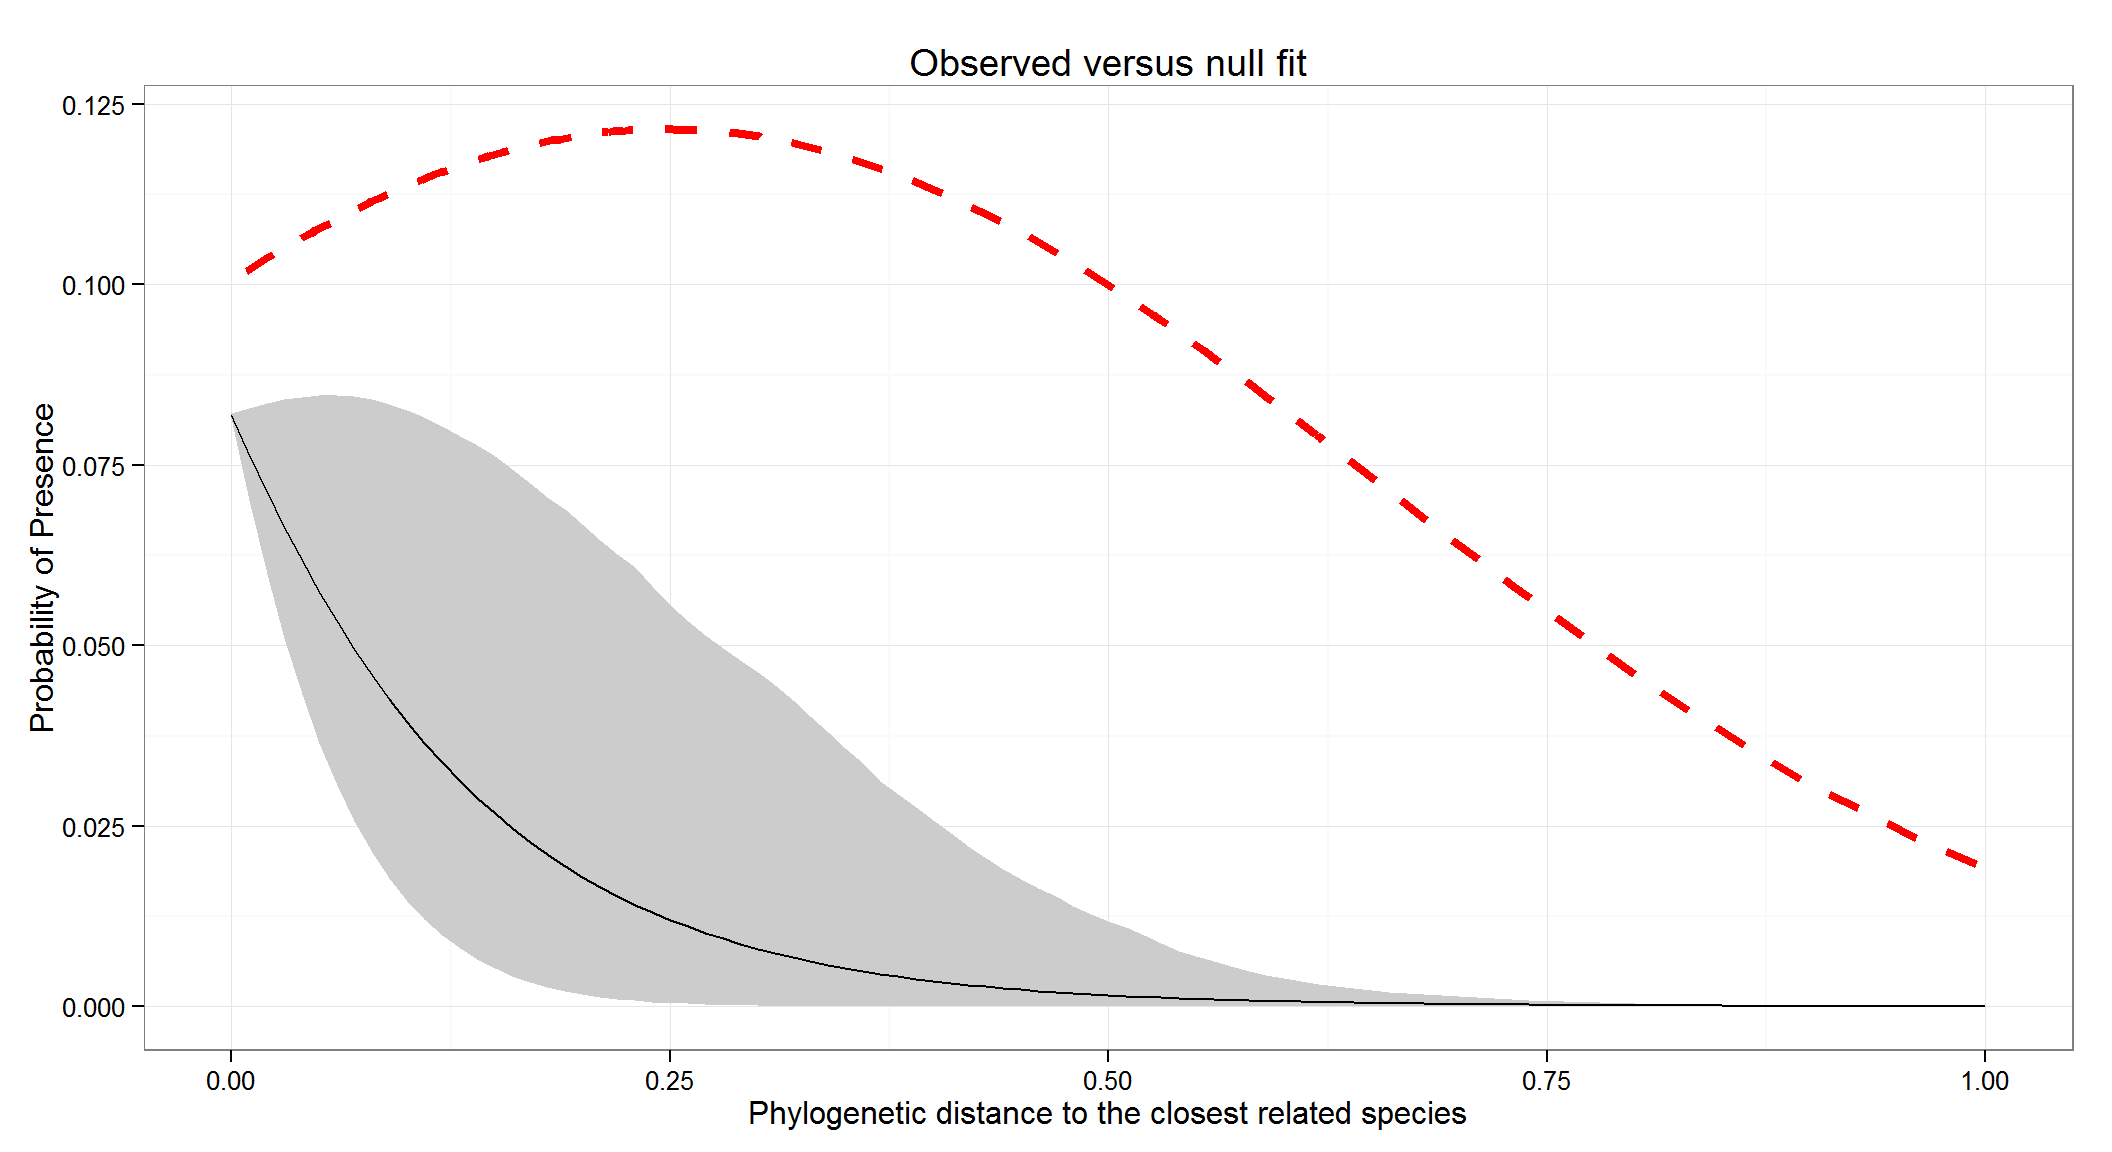 Observed versus null fit
Probability of Presence
0.125
0.100
0.075
0.050
0.025
0.000
0.00 0.25 0.50 0.75 1.00
Phylogenetic distance to the closest related species